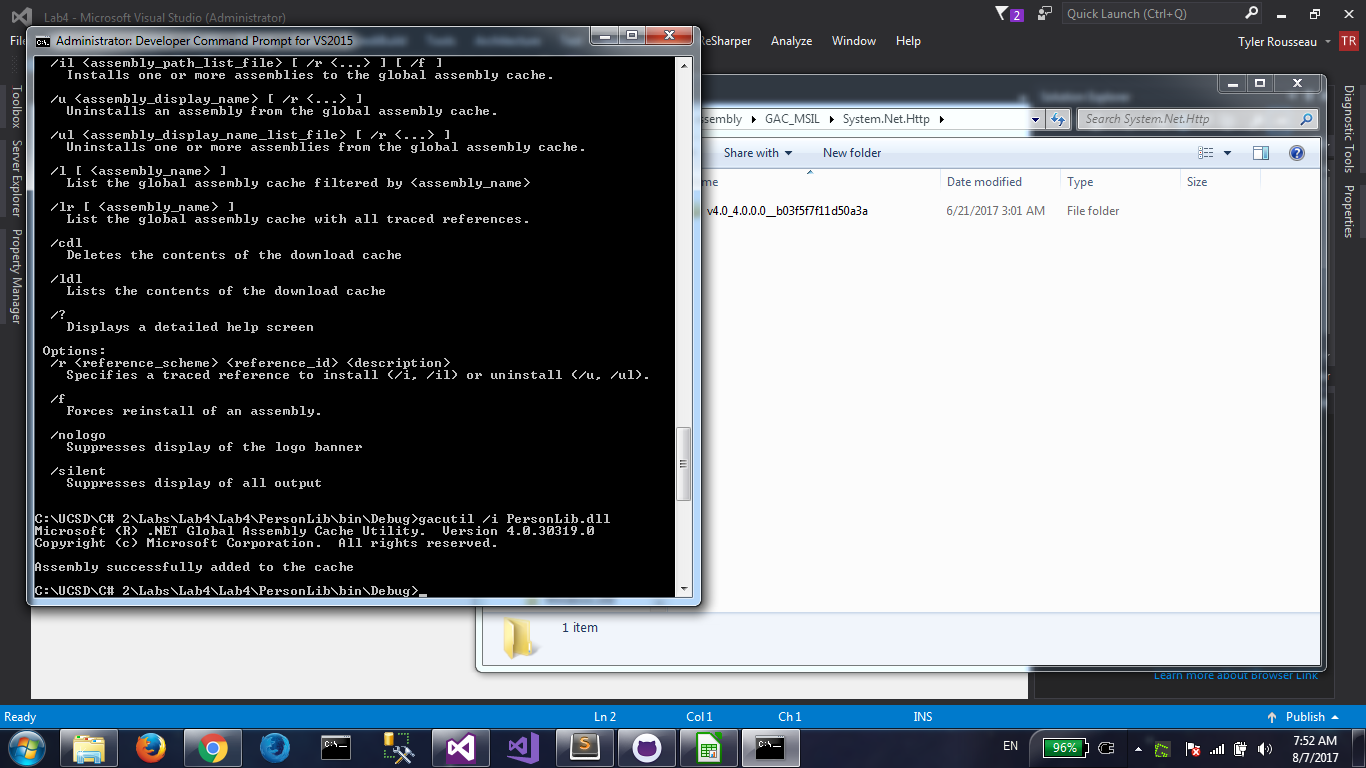 Lab4 - Microsoft Visual Studio (Administrator)
2
Quick Launch (Ctrl+Q)
ReSharper Analyze Window Help
Tyler Rousseau TR
Administrator: Developer Command Prompt for VS2015
/il <assembly_path_list_file> [ /r <...> ] [ /f ]
Installs one or more assemblies to the global assembly cache.
/u <assembly_display_name> [ /r <...> ]
Uninstalls an assembly from the global assembly cache.
/ul <assembly_display_name_list_file> [ /r <...> ]
Uninstalls one or more assemblies from the global assembly cache.
/l [ <assembly_name> ]
List the global assembly cache filtered by <assembly_name>
/lr [ <assembly_name> ]
List the global assembly cache with all traced references.
/cdl
Deletes the contents of the download cache
/ldl
Lists the contents of the download cache
/?
Displays a detailed help screen
Options:
/r <reference_scheme> <reference_id> <description>
Specifies a traced reference to install (/i, /il) or uninstall (/u, /ul).
/f
Forces reinstall of an assembly.
/nologo
Suppresses display of the logo banner
/silent
Suppresses display of all output
C:\UCSD\C# 2\Labs\Lab4\Lab4\PersonLib\bin\Debug>gacutil /i PersonLib.dll
Microsoft (R) .NET Global Assembly Cache Utility.  Version 4.0.30319.0
Copyright (c) Microsoft Corporation.  All rights reserved.
Assembly successfully added to the cache
C:\UCSD\C# 2\Labs\Lab4\Lab4\PersonLib\bin\Debug>_
Toolbox
Server Explorer
Property Manager
ssembly GAC_MSIL System.Net.Http
Search System.Net.Http
Share with New folder
me Date modified Type Size
v4.0_4.0.0.0__b03f5f7f11d50a3a 6/21/2017 3:01 AM File folder
1 item
Diagnostic Tools
Properties
Learn more about Browser Link
Ready Ln 2 Col 1 Ch 1 INS Publish
EN 96% 7:52 AM
8/7/2017